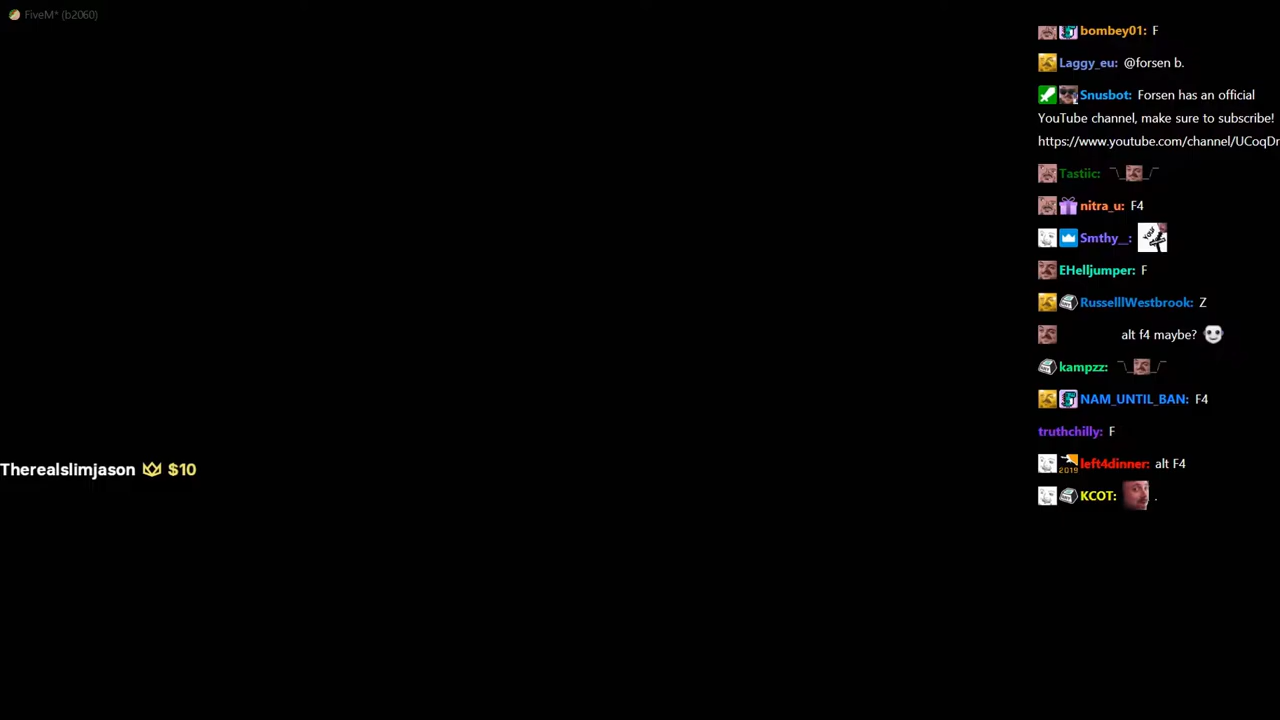 FiveM* (b2060)
bombey01: F
Laggy_eu: @forsen b.
Snusbot: Forsen has an official
YouTube channel, make sure to subscribe!
https://www.youtube.com/channel/UCoqDr
Tastiic:
nitra_u: F4
Smthy__:
EHelljumper: F
RusselllWestbrook: Z
alt f4 maybe?
kampzz:
NAM_UNTIL_BAN: F4
truthchilly: F
Therealslimjason $10
2019 left4dinner: alt F4
KCOT: .